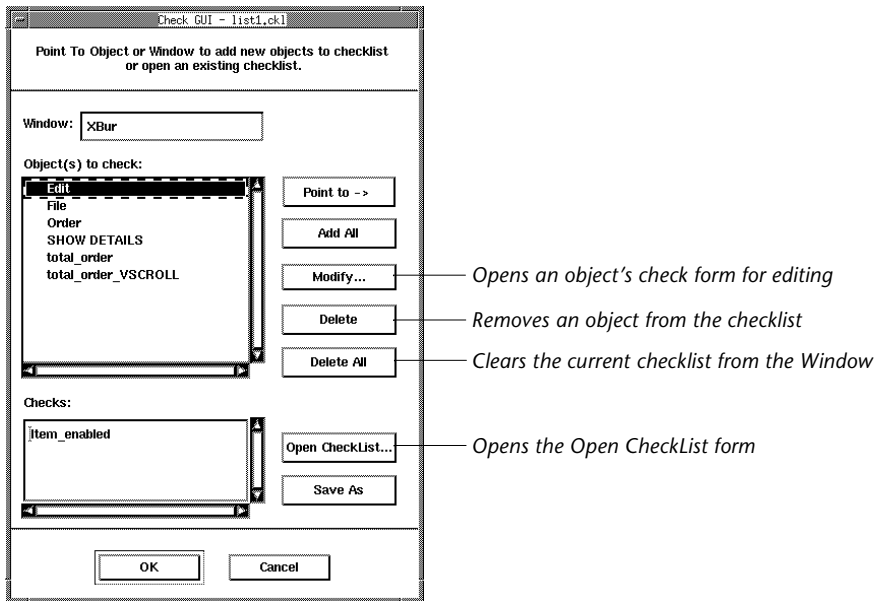 Check GUI - list1.ckl
Point To Object or Window to add new objects to checklist
or open an existing checklist.
Window: XBur
Object(s) to check:
Edit
File
Order
SHOW DETAILS
total_order
total_order_VSCROLL
Point to ->
Add All
Modify...
Opens an object's check form for editing
Delete
Removes an object from the checklist
Delete All
Clears the current checklist from the Window
Checks:
Item_enabled
Open CheckList...
Opens the Open CheckList form
Save As
OK
Cancel